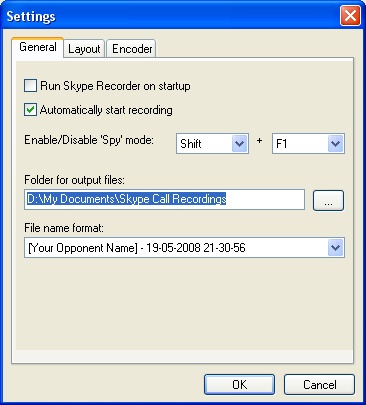 Settings
General Layout Encoder
Run Skype Recorder on startup
Automatically start recording
Enable/Disable 'Spy' mode: Shift + F1
Folder for output files:
D:\My Documents\Skype Call Recordings ...
File name format:
[Your Opponent Name] - 19-05-2008 21-30-56
OK Cancel